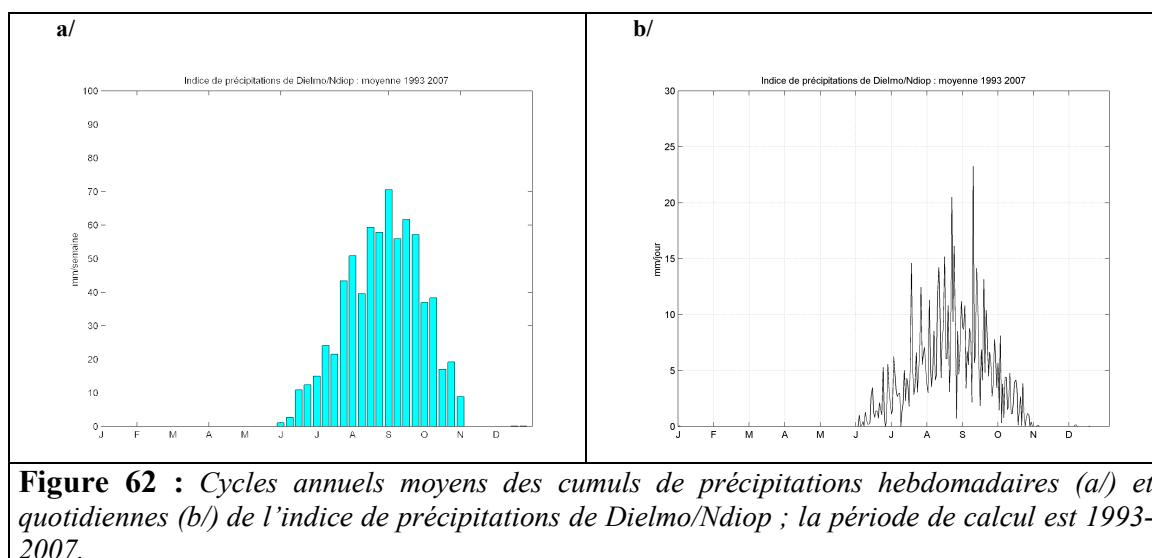 a/
Indice de précipitations de Dielmo/Ndiop : moyenne 1993 2007
100
90
80
70
60
50
40
30
20
10
0
mm/semaine
J F M A M J J A S O N D
b/
Indice de précipitations de Dielmo/Ndiop : moyenne 1993 2007
30
25
20
15
10
5
0
mm/jour
J F M A M J J A S O N D
Figure 62 : Cycles annuels moyens des cumuls de précipitations hebdomadaires (a/) et
quotidiennes (b/) de l’indice de précipitations de Dielmo/Ndiop ; la période de calcul est 1993-
2007.